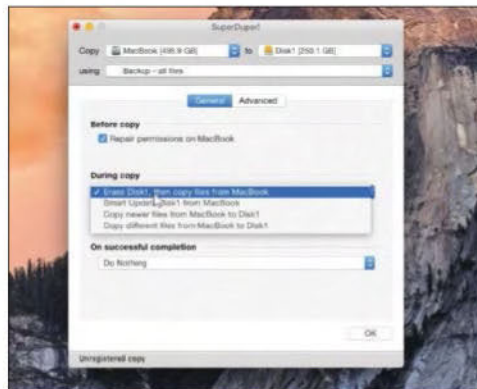 SuperDuper!
Copy MacBook [495.9 GB] to Disk1 [250.1 GB]
using Backup - all files
General Advanced
Before copy
Repair permissions on MacBook
During copy
✓ Erase Disk1, then copy files from MacBook
Smart Update Disk1 from MacBook
Copy newer files from MacBook to Disk1
Copy different files from MacBook to Disk1
On successful completion
Do Nothing
OK
Unregistered copy